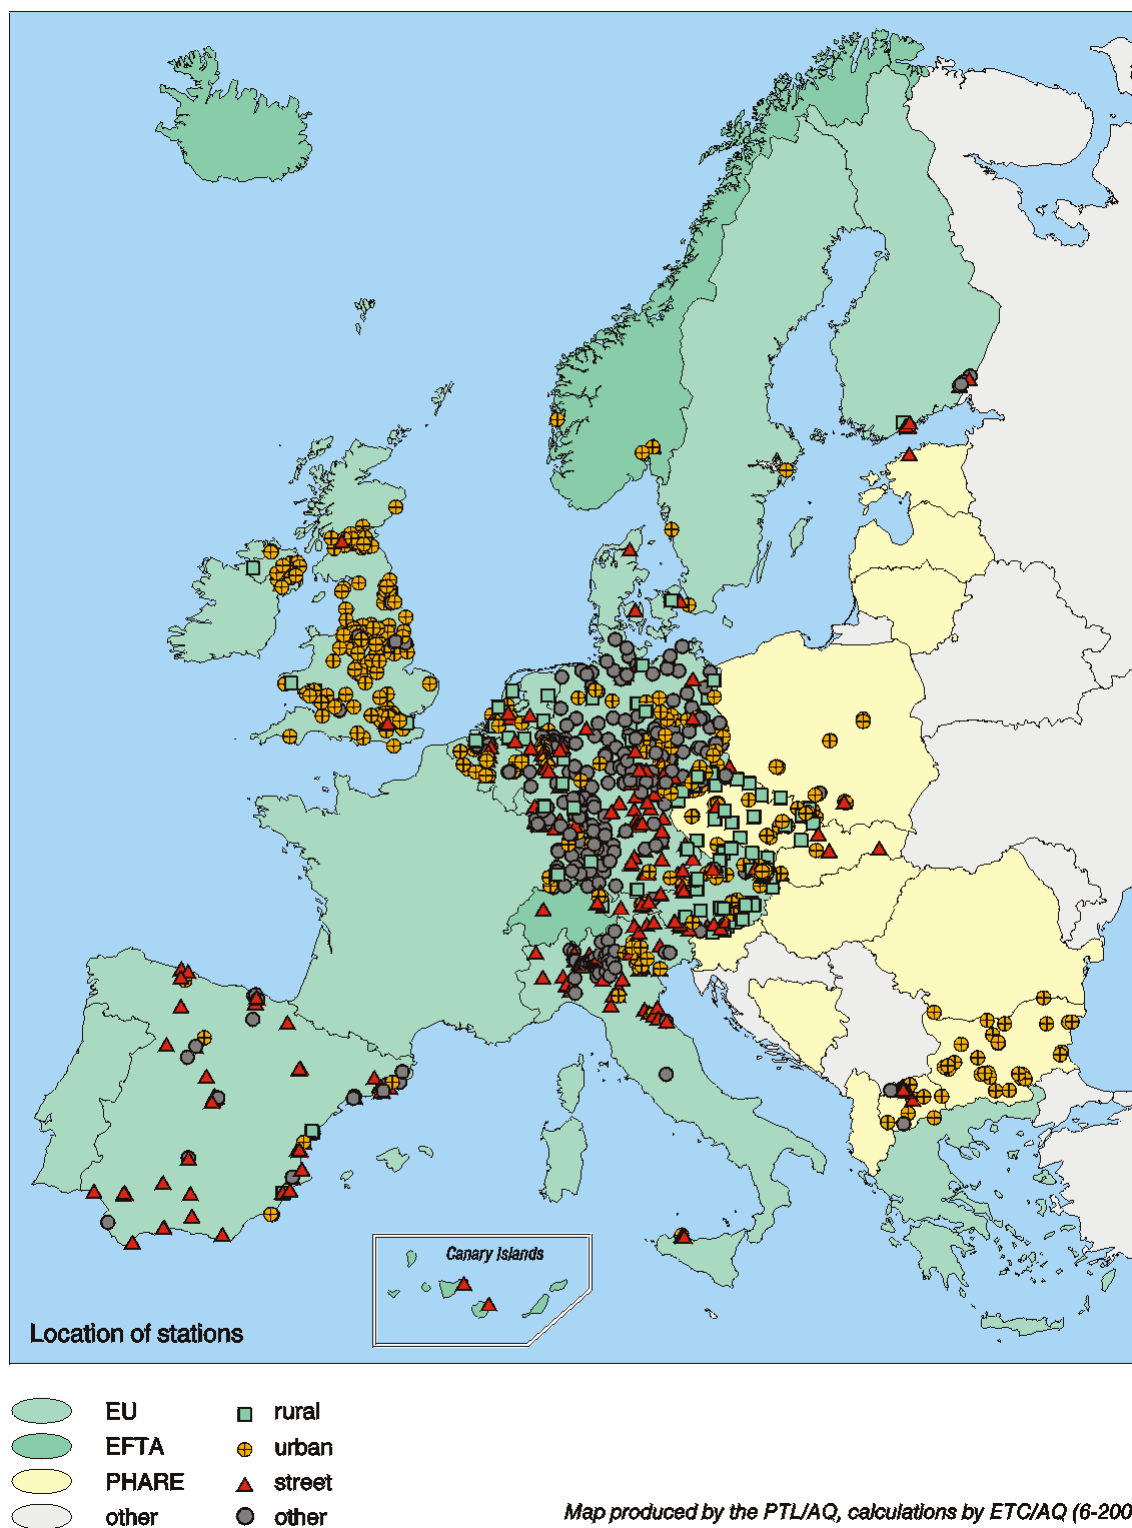 Canary Islands
Location of stations
EU rural
EFTA urban
PHARE street
other other
Map produced by the PTL/AQ, calculations by ETC/AQ (6-200